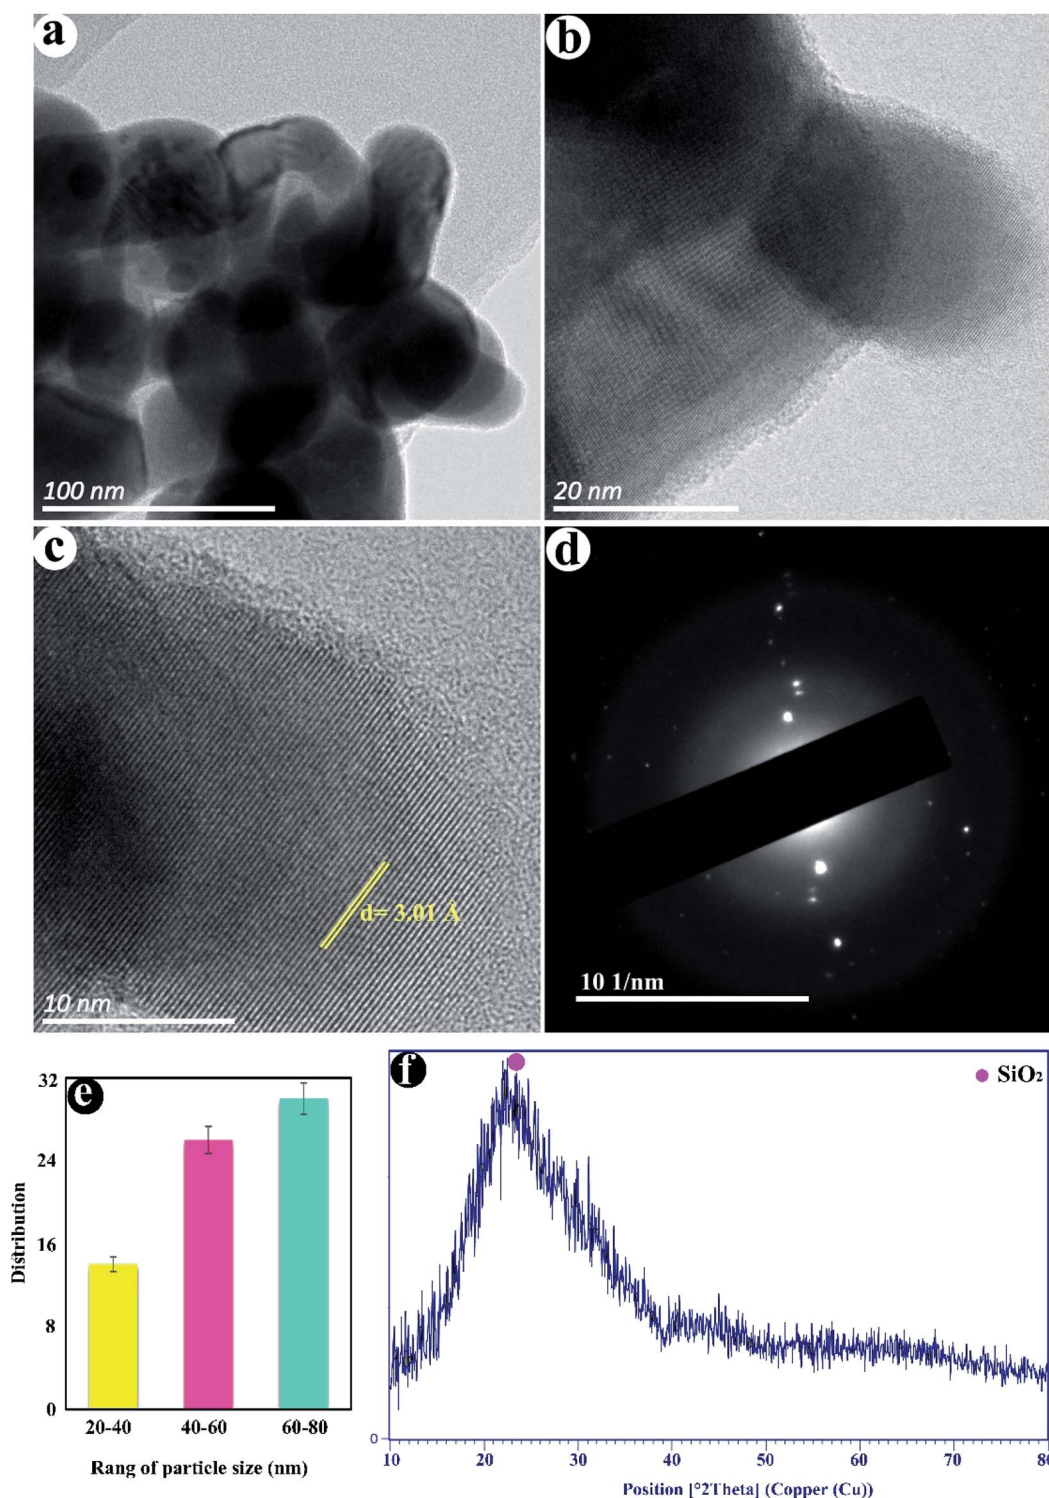 a
100 nm
b
20 nm
c
d= 3.01 Å
10 nm
d
10 1/nm
e
32
24
16
8
0
Distribution
20-40 40-60 60-80
Rang of particle size (nm)
f
SiO₂
0
10 20 30 40 50 60 70 80
Position [°2Theta] (Copper (Cu))